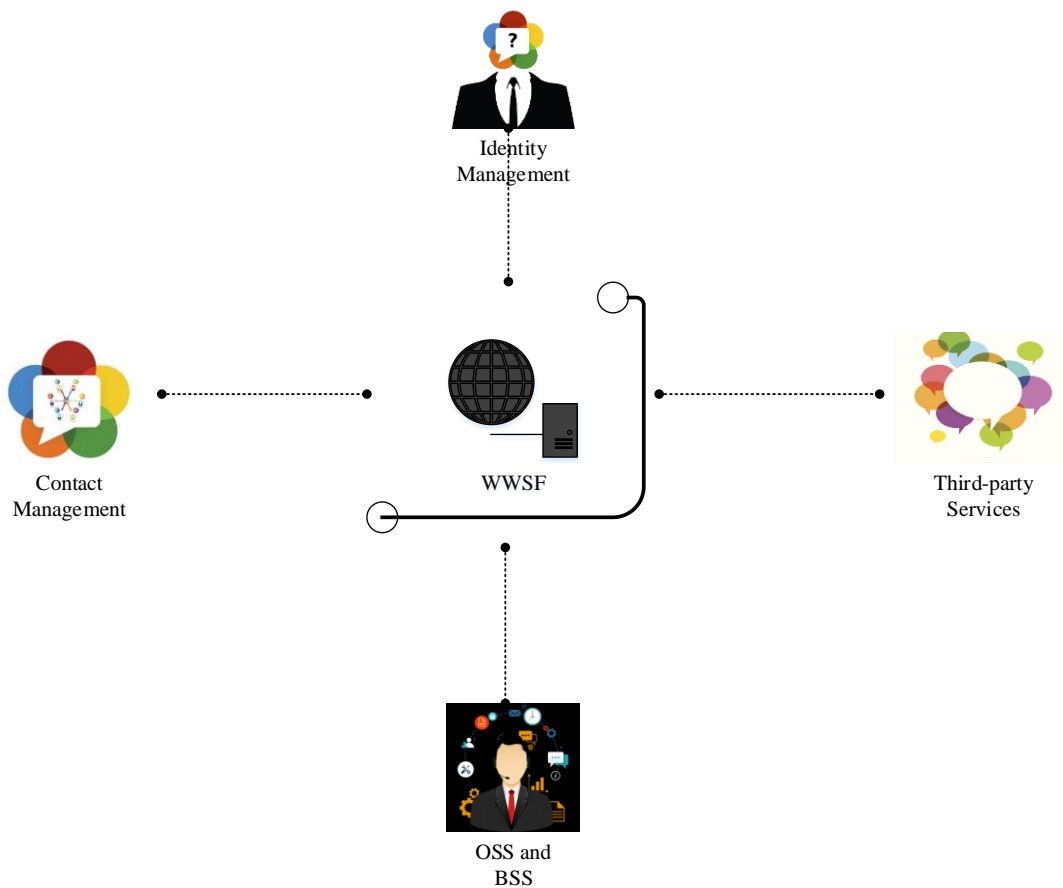 ?
Identity
Management
WWSF
Contact
Management
Third-party
Services
OSS and
BSS